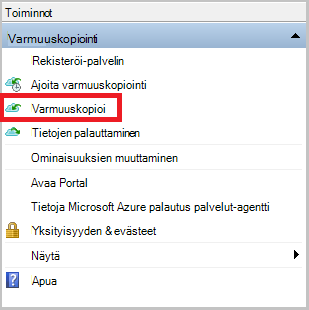 Toiminnot
Varmuuskopiointi
Rekisteröi-palvelin
Ajoita varmuuskopiointi
Varmuuskopioi
Tietojen palauttaminen
Ominaisuuksien muuttaminen
Avaa Portal
Tietoja Microsoft Azure palautus palvelut-agentti
Yksityisyyden & evästeet
Näytä
Apua